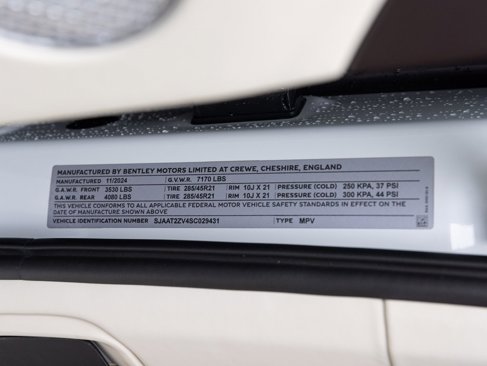 MANUFACTURED BY BENTLEY MOTORS LIMITED AT CREWE, CHESHIRE, ENGLAND
MANUFACTURED 11/2024 G.V.W.R. 7170 LBS
G.A.W.R. FRONT 3530 LBS TIRE 285/45R21 RIM 10J X 21 PRESSURE (COLD) 250 KPA, 37 PSI
G.A.W.R. REAR 4080 LBS TIRE 285/45R21 RIM 10J X 21 PRESSURE (COLD) 300 KPA, 44 PSI
THIS VEHICLE CONFORMS TO ALL APPLICABLE FEDERAL MOTOR VEHICLE SAFETY STANDARDS IN EFFECT ON THE
DATE OF MANUFACTURE SHOWN ABOVE
VEHICLE IDENTIFICATION NUMBER SJAAT2ZV4SC029431 TYPE MPV